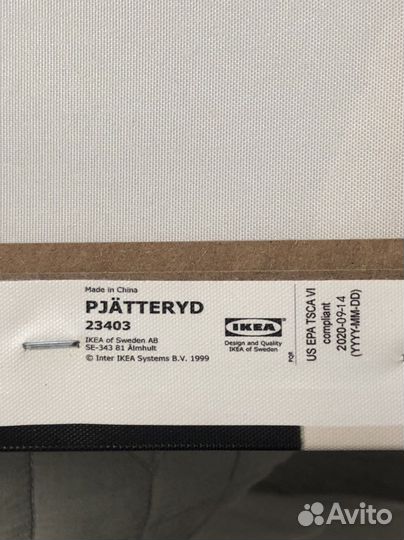 Made in China
PJÄTTERYD
23403
IKEA of Sweden AB
SE-343 81 Älmhult
© Inter IKEA Systems B.V. 1999
IKEA
Design and Quality
IKEA of Sweden
PQR
US EPA TSCA VI
compliant
2020-09-14
(YYYY-MM-DD)
Avito